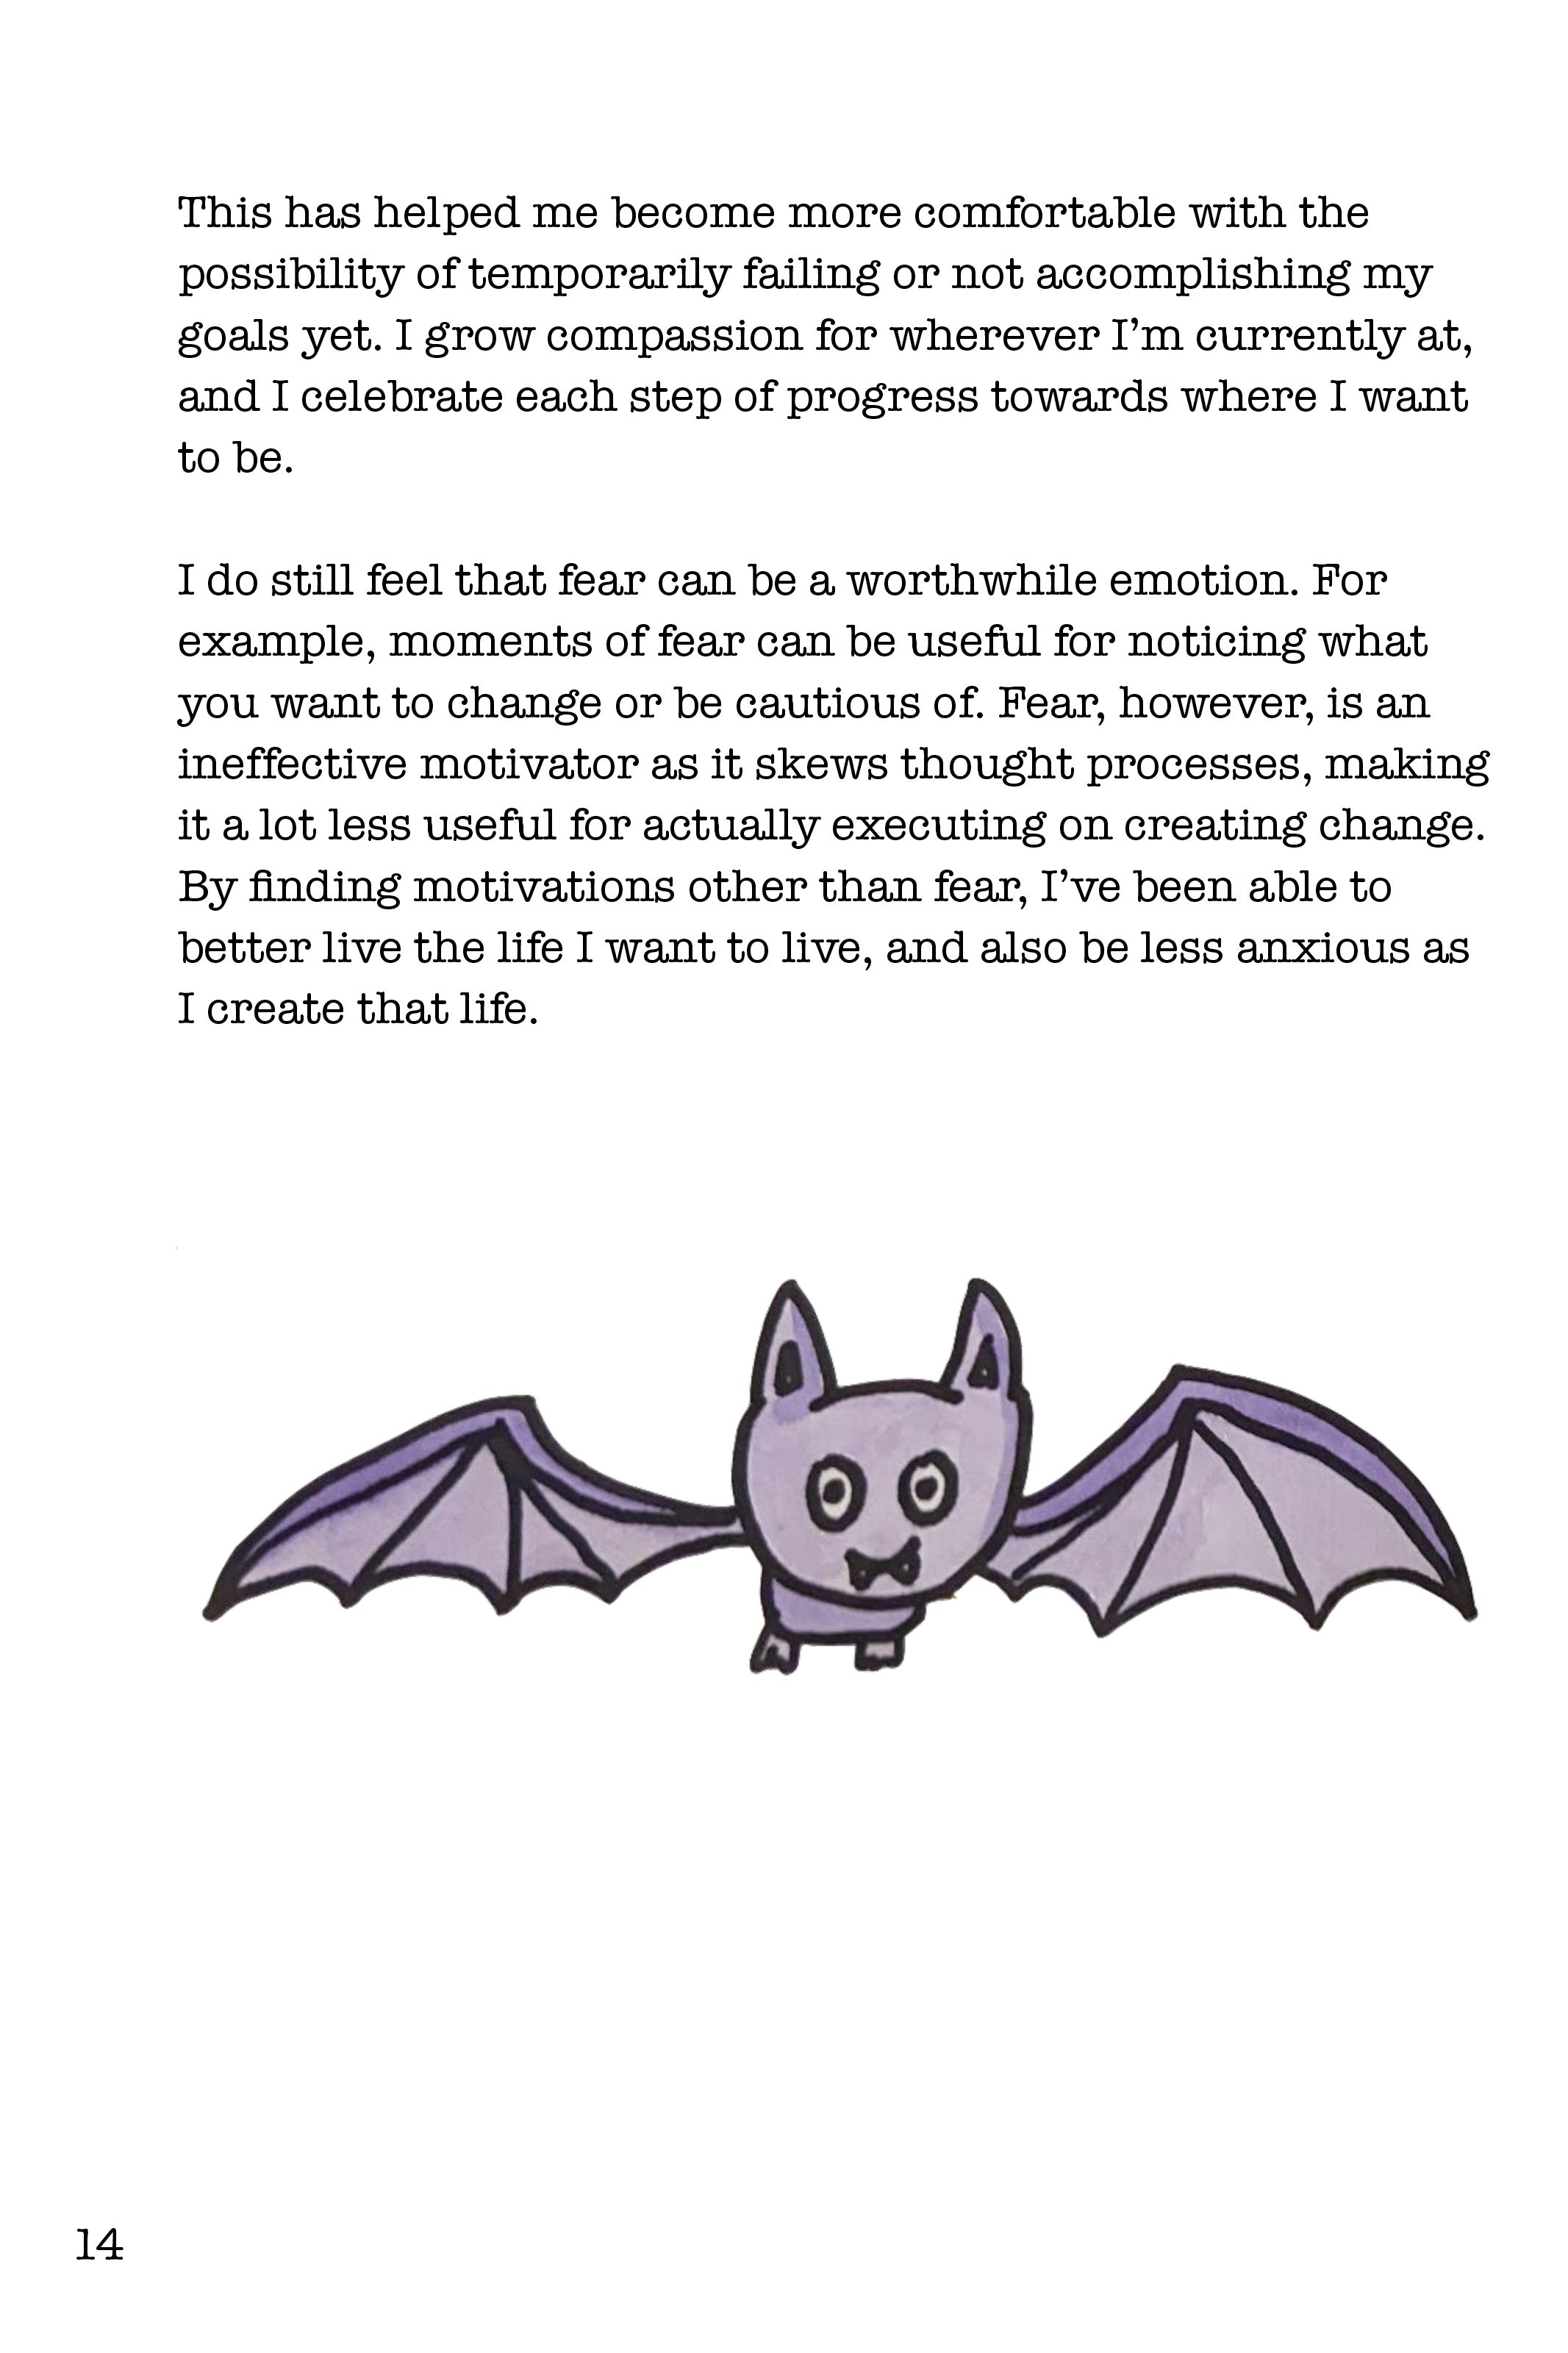 This has helped me become more comfortable with the
possibility of temporarily failing or not accomplishing my
goals yet. I grow compassion for wherever I’m currently at,
and I celebrate each step of progress towards where I want
to be.
I do still feel that fear can be a worthwhile emotion. For
example, moments of fear can be useful for noticing what
you want to change or be cautious of. Fear, however, is an
ineffective motivator as it skews thought processes, making
it a lot less useful for actually executing on creating change.
By finding motivations other than fear, I’ve been able to
better live the life I want to live, and also be less anxious as
I create that life.
14